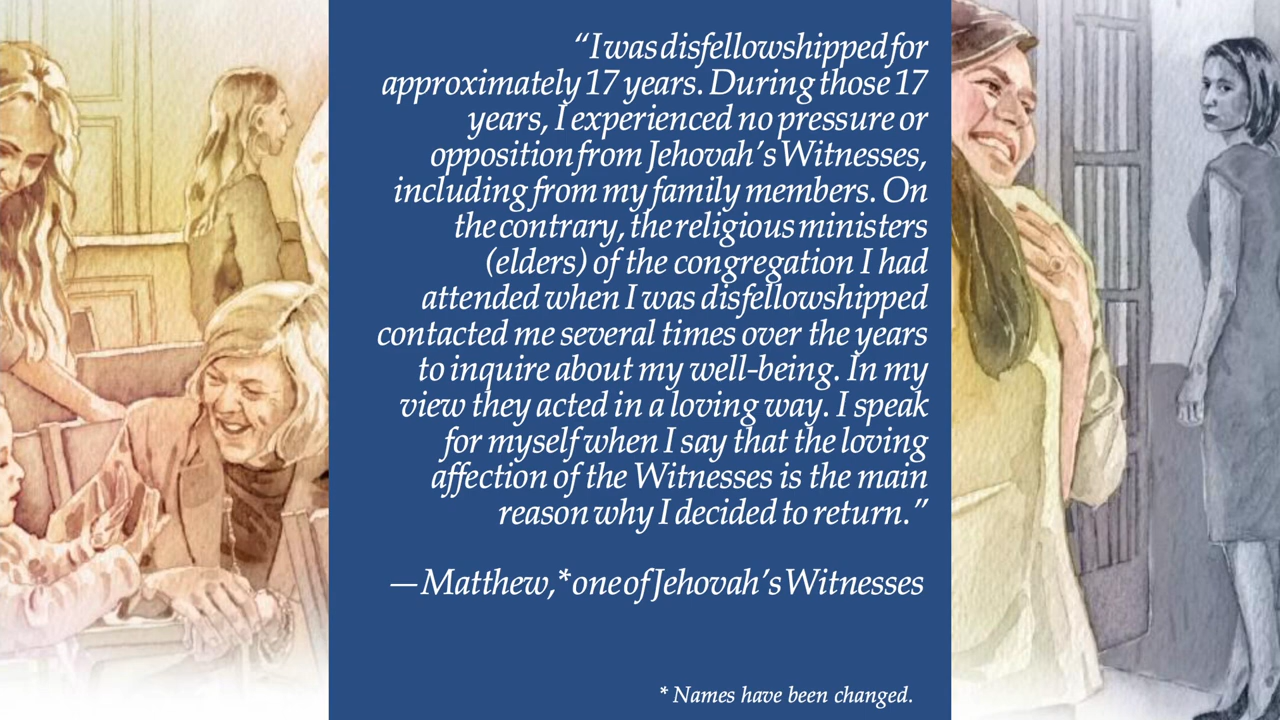 “I was disfellowshipped for
approximately 17 years. During those 17
years, I experienced no pressure or
opposition from Jehovah’s Witnesses,
including from my family members. On
the contrary, the religious ministers
(elders) of the congregation I had
attended when I was disfellowshipped
contacted me several times over the years
to inquire about my well-being. In my
view they acted in a loving way. I speak
for myself when I say that the loving
affection of the Witnesses is the main
reason why I decided to return.”
—Matthew,* one of Jehovah’s Witnesses
* Names have been changed.